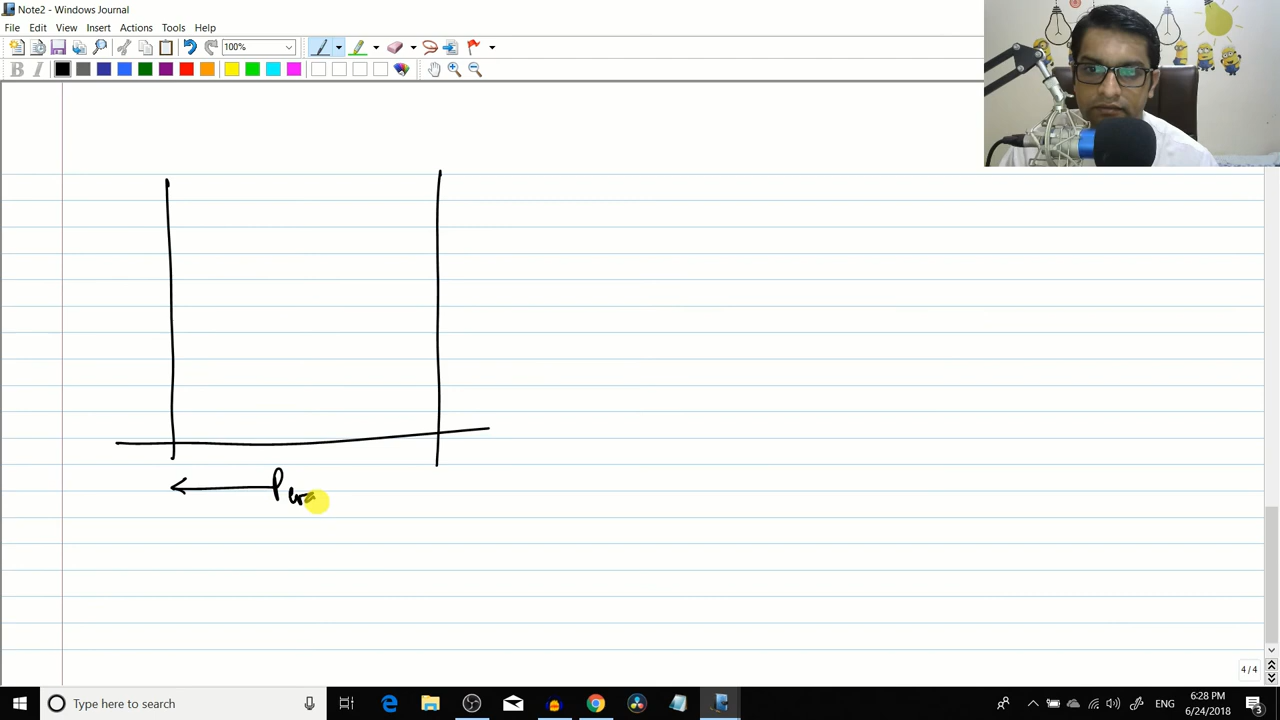 Note2 - Windows Journal
File Edit View Insert Actions Tools Help
100%
B I
4/4
Type here to search
ENG
6:28 PM
6/24/2018
3